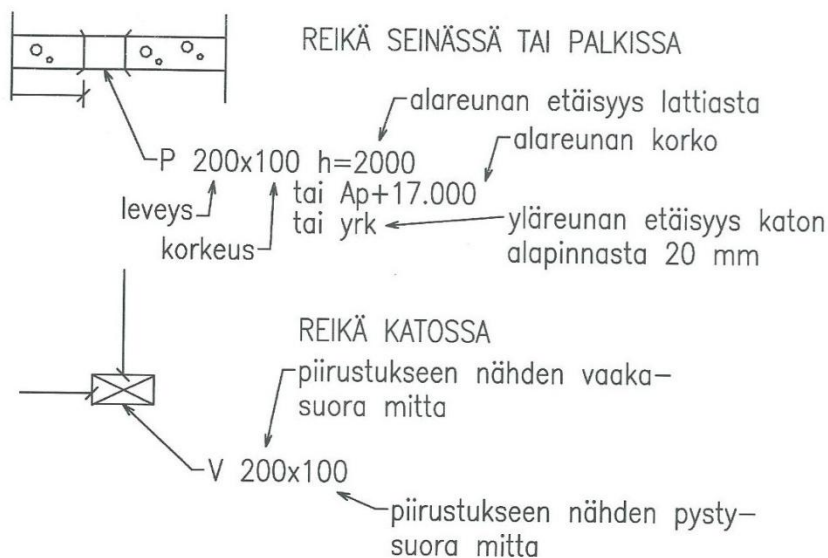 REIKÄ SEINÄSSÄ TAI PALKISSA
alareunan etäisyys lattiasta
alareunan korko
P 200x100 h=2000
tai Ap+17.000
leveys
tai yrk
yläreunan etäisyys katon
korkeus
alapinnasta 20 mm
REIKÄ KATOSSA
piirustukseen nähden vaaka-
suora mitta
V 200x100
piirustukseen nähden pysty-
suora mitta